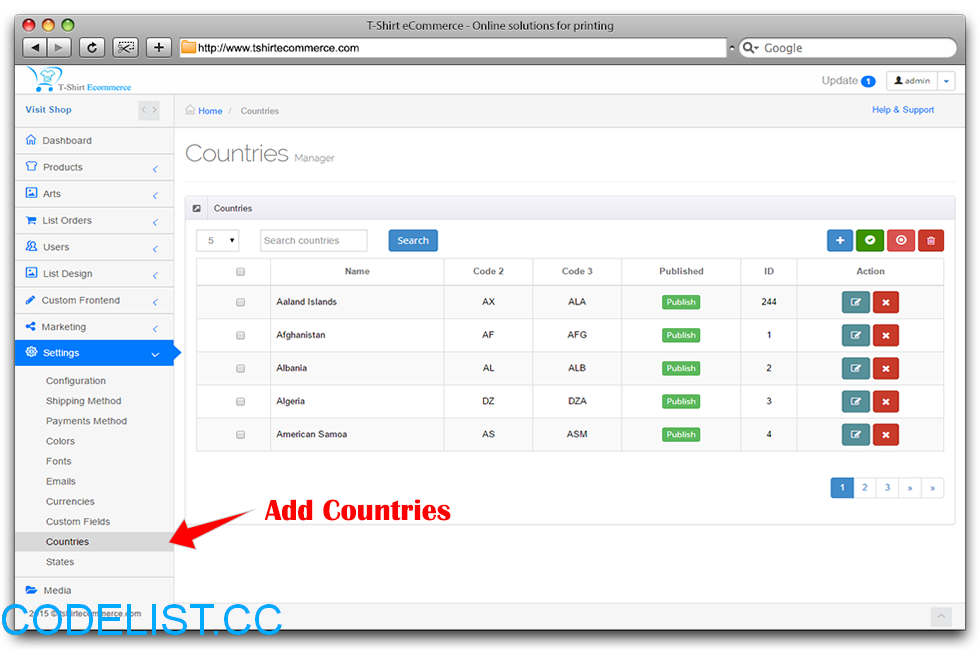 T-Shirt eCommerce - Online solutions for printing
http://www.tshirtecommerce.com
Google
T-Shirt Ecommerce
Update 1
admin
Visit Shop
Home / Countries
Help & Support
Dashboard
Products
Arts
List Orders
Users
List Design
Custom Frontend
Marketing
Settings
Configuration
Shipping Method
Payments Method
Colors
Fonts
Emails
Currencies
Custom Fields
Countries
States
Media
2015 © tshirtecommerce.com
Countries Manager
Countries
5 Search countries Search
Name Code 2 Code 3 Published ID Action
Aaland Islands AX ALA Publish 244
Afghanistan AF AFG Publish 1
Albania AL ALB Publish 2
Algeria DZ DZA Publish 3
American Samoa AS ASM Publish 4
1 2 3 » »
Add Countries
CODELIST.CC